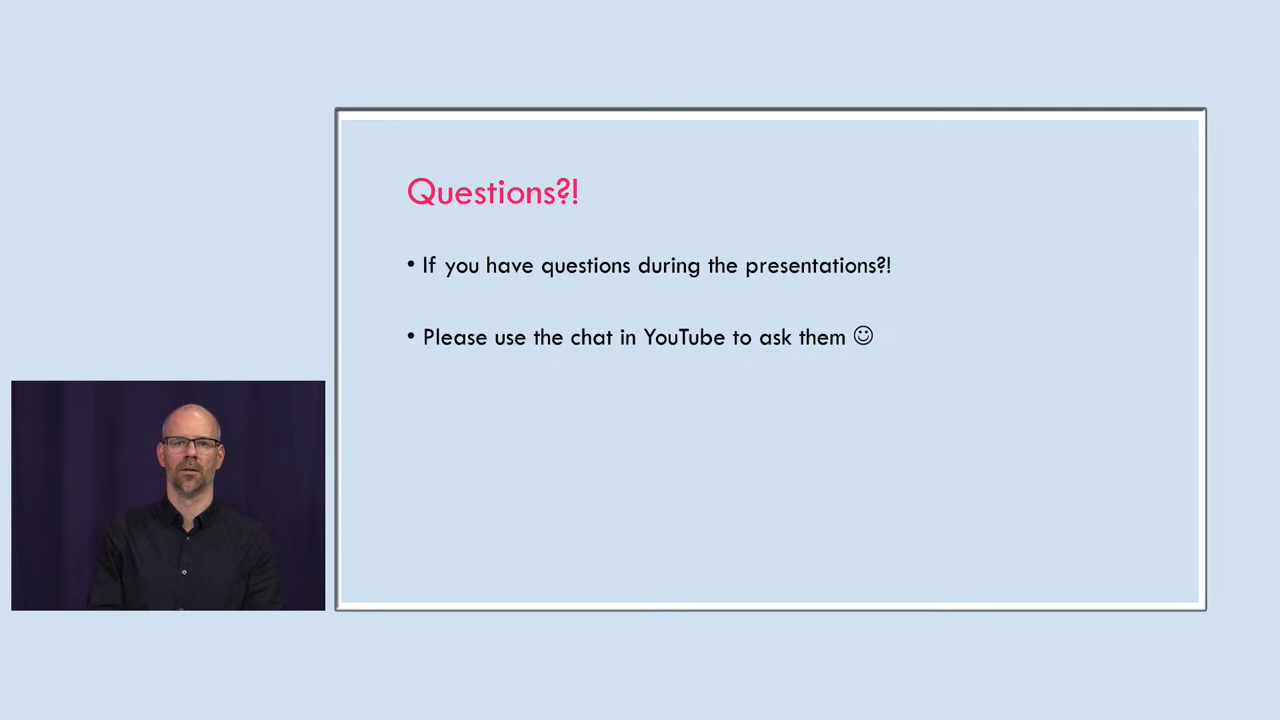 Questions?!
• If you have questions during the presentations?!
• Please use the chat in YouTube to ask them ☺